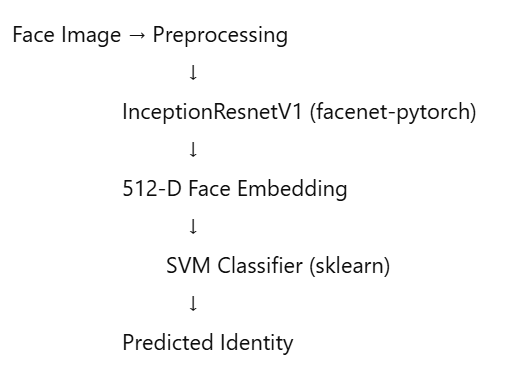 Face Image → Preprocessing
↓
InceptionResnetV1 (facenet-pytorch)
↓
512-D Face Embedding
↓
SVM Classifier (sklearn)
↓
Predicted Identity